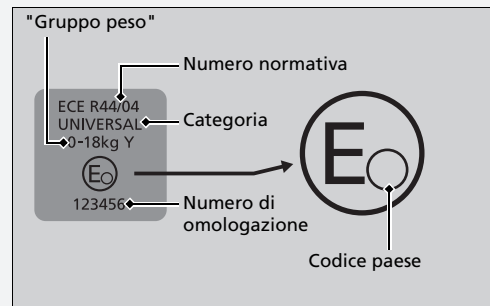 "Gruppo peso"
Numero normativa
ECE R44/04
UNIVERSAL
Categoria
0-18kg Y
E
E
123456
Numero di
omologazione
Codice paese